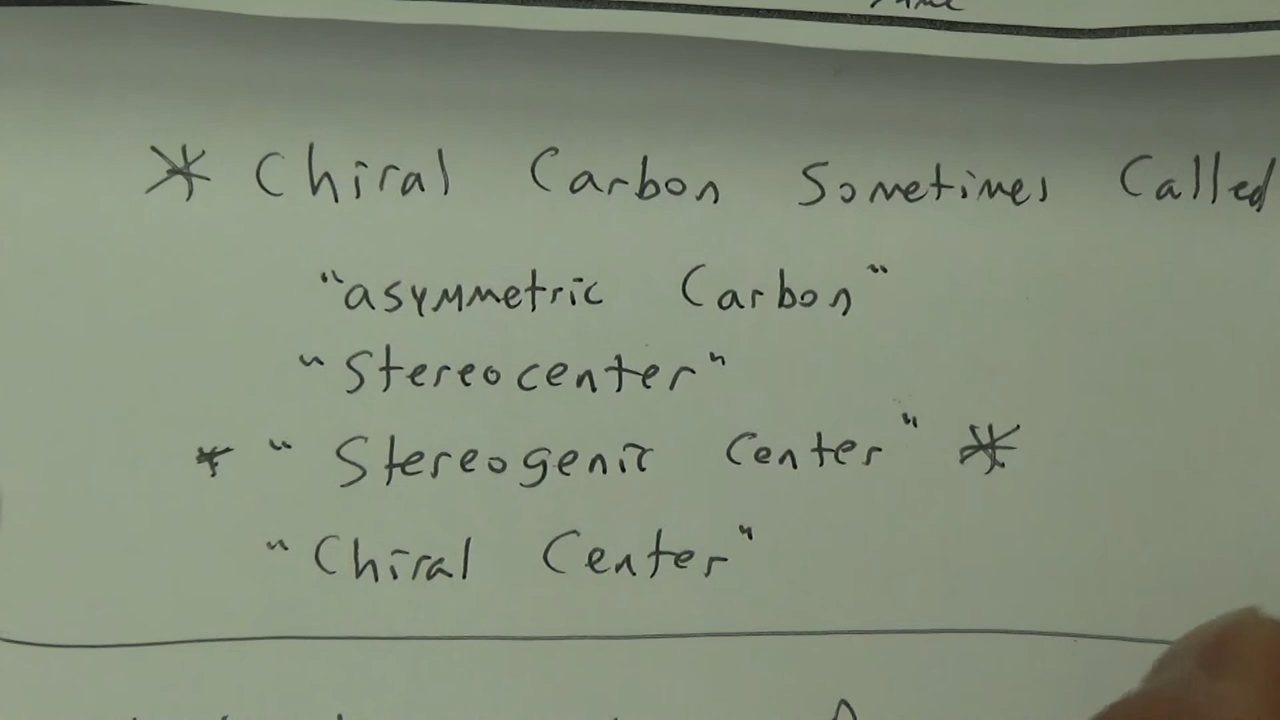 * Chiral Carbon Sometimes Called
"asymmetric Carbon"
"Stereocenter"
* "Stereogenic Center" *
"Chiral Center"